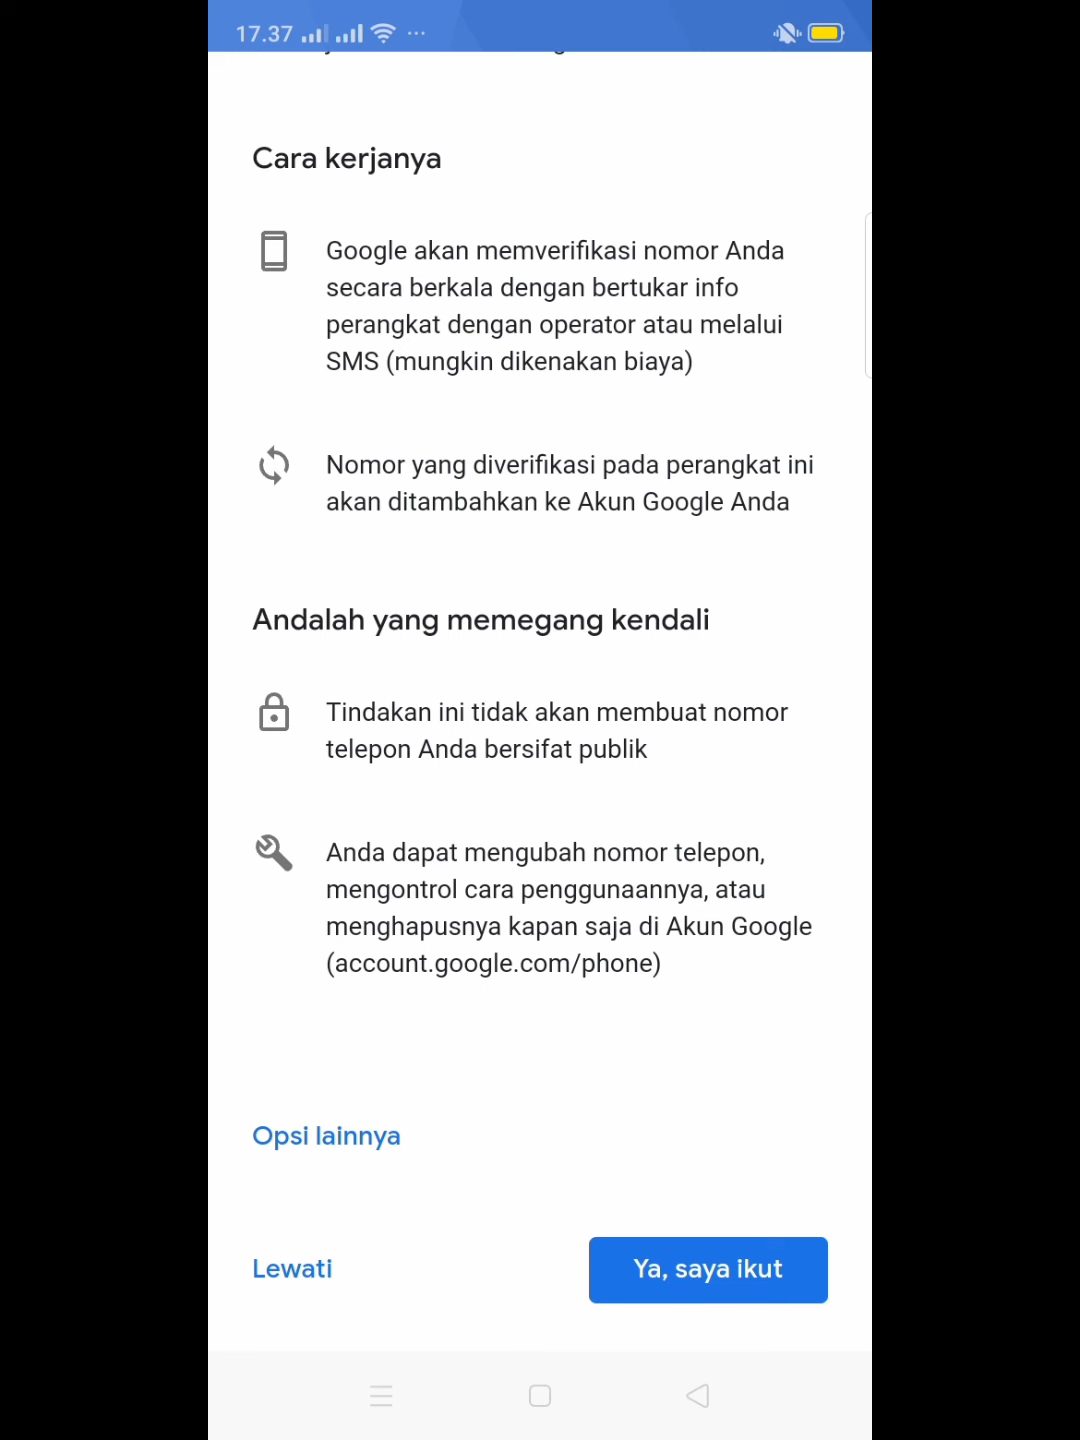 17.37
Cara kerjanya
Google akan memverifikasi nomor Anda
secara berkala dengan bertukar info
perangkat dengan operator atau melalui
SMS (mungkin dikenakan biaya)
Nomor yang diverifikasi pada perangkat ini
akan ditambahkan ke Akun Google Anda
Andalah yang memegang kendali
Tindakan ini tidak akan membuat nomor
telepon Anda bersifat publik
Anda dapat mengubah nomor telepon,
mengontrol cara penggunaannya, atau
menghapusnya kapan saja di Akun Google
(account.google.com/phone)
Opsi lainnya
Lewati
Ya, saya ikut